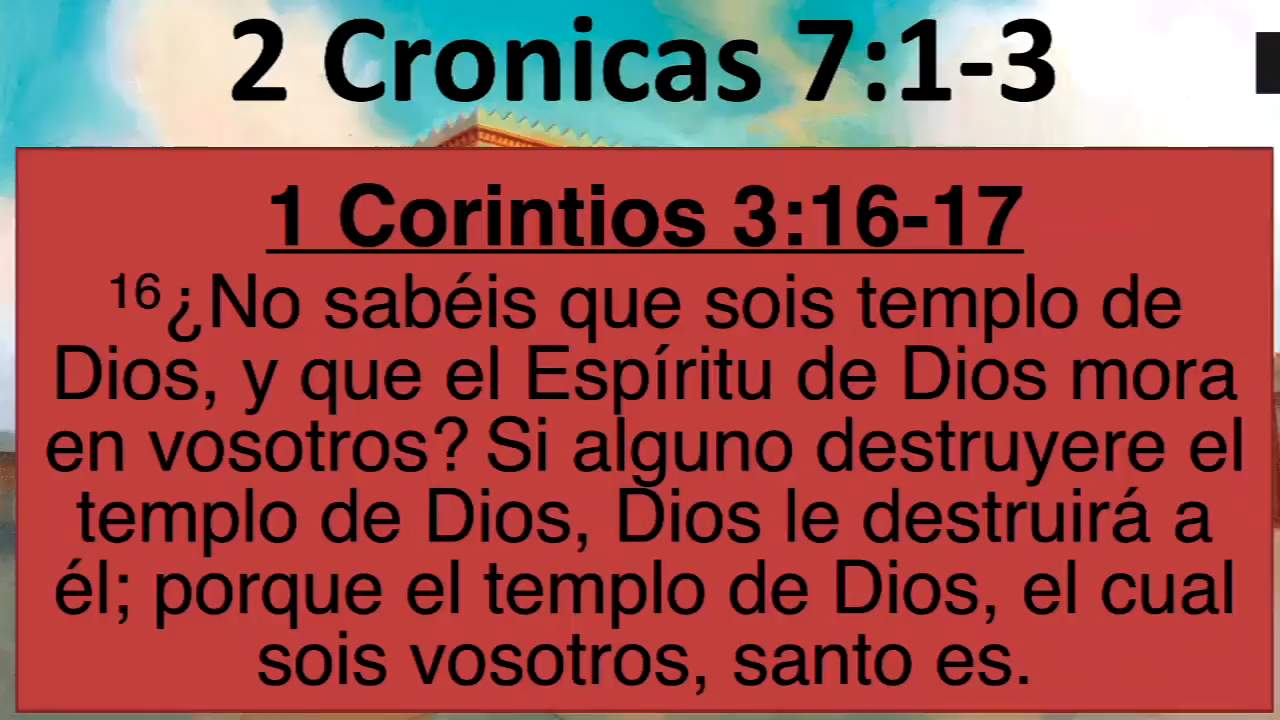 2 Cronicas 7:1-3
1 Corintios 3:16-17
16¿No sabéis que sois templo de
Dios, y que el Espíritu de Dios mora
en vosotros? Si alguno destruyere el
templo de Dios, Dios le destruirá a
él; porque el templo de Dios, el cual
sois vosotros, santo es.